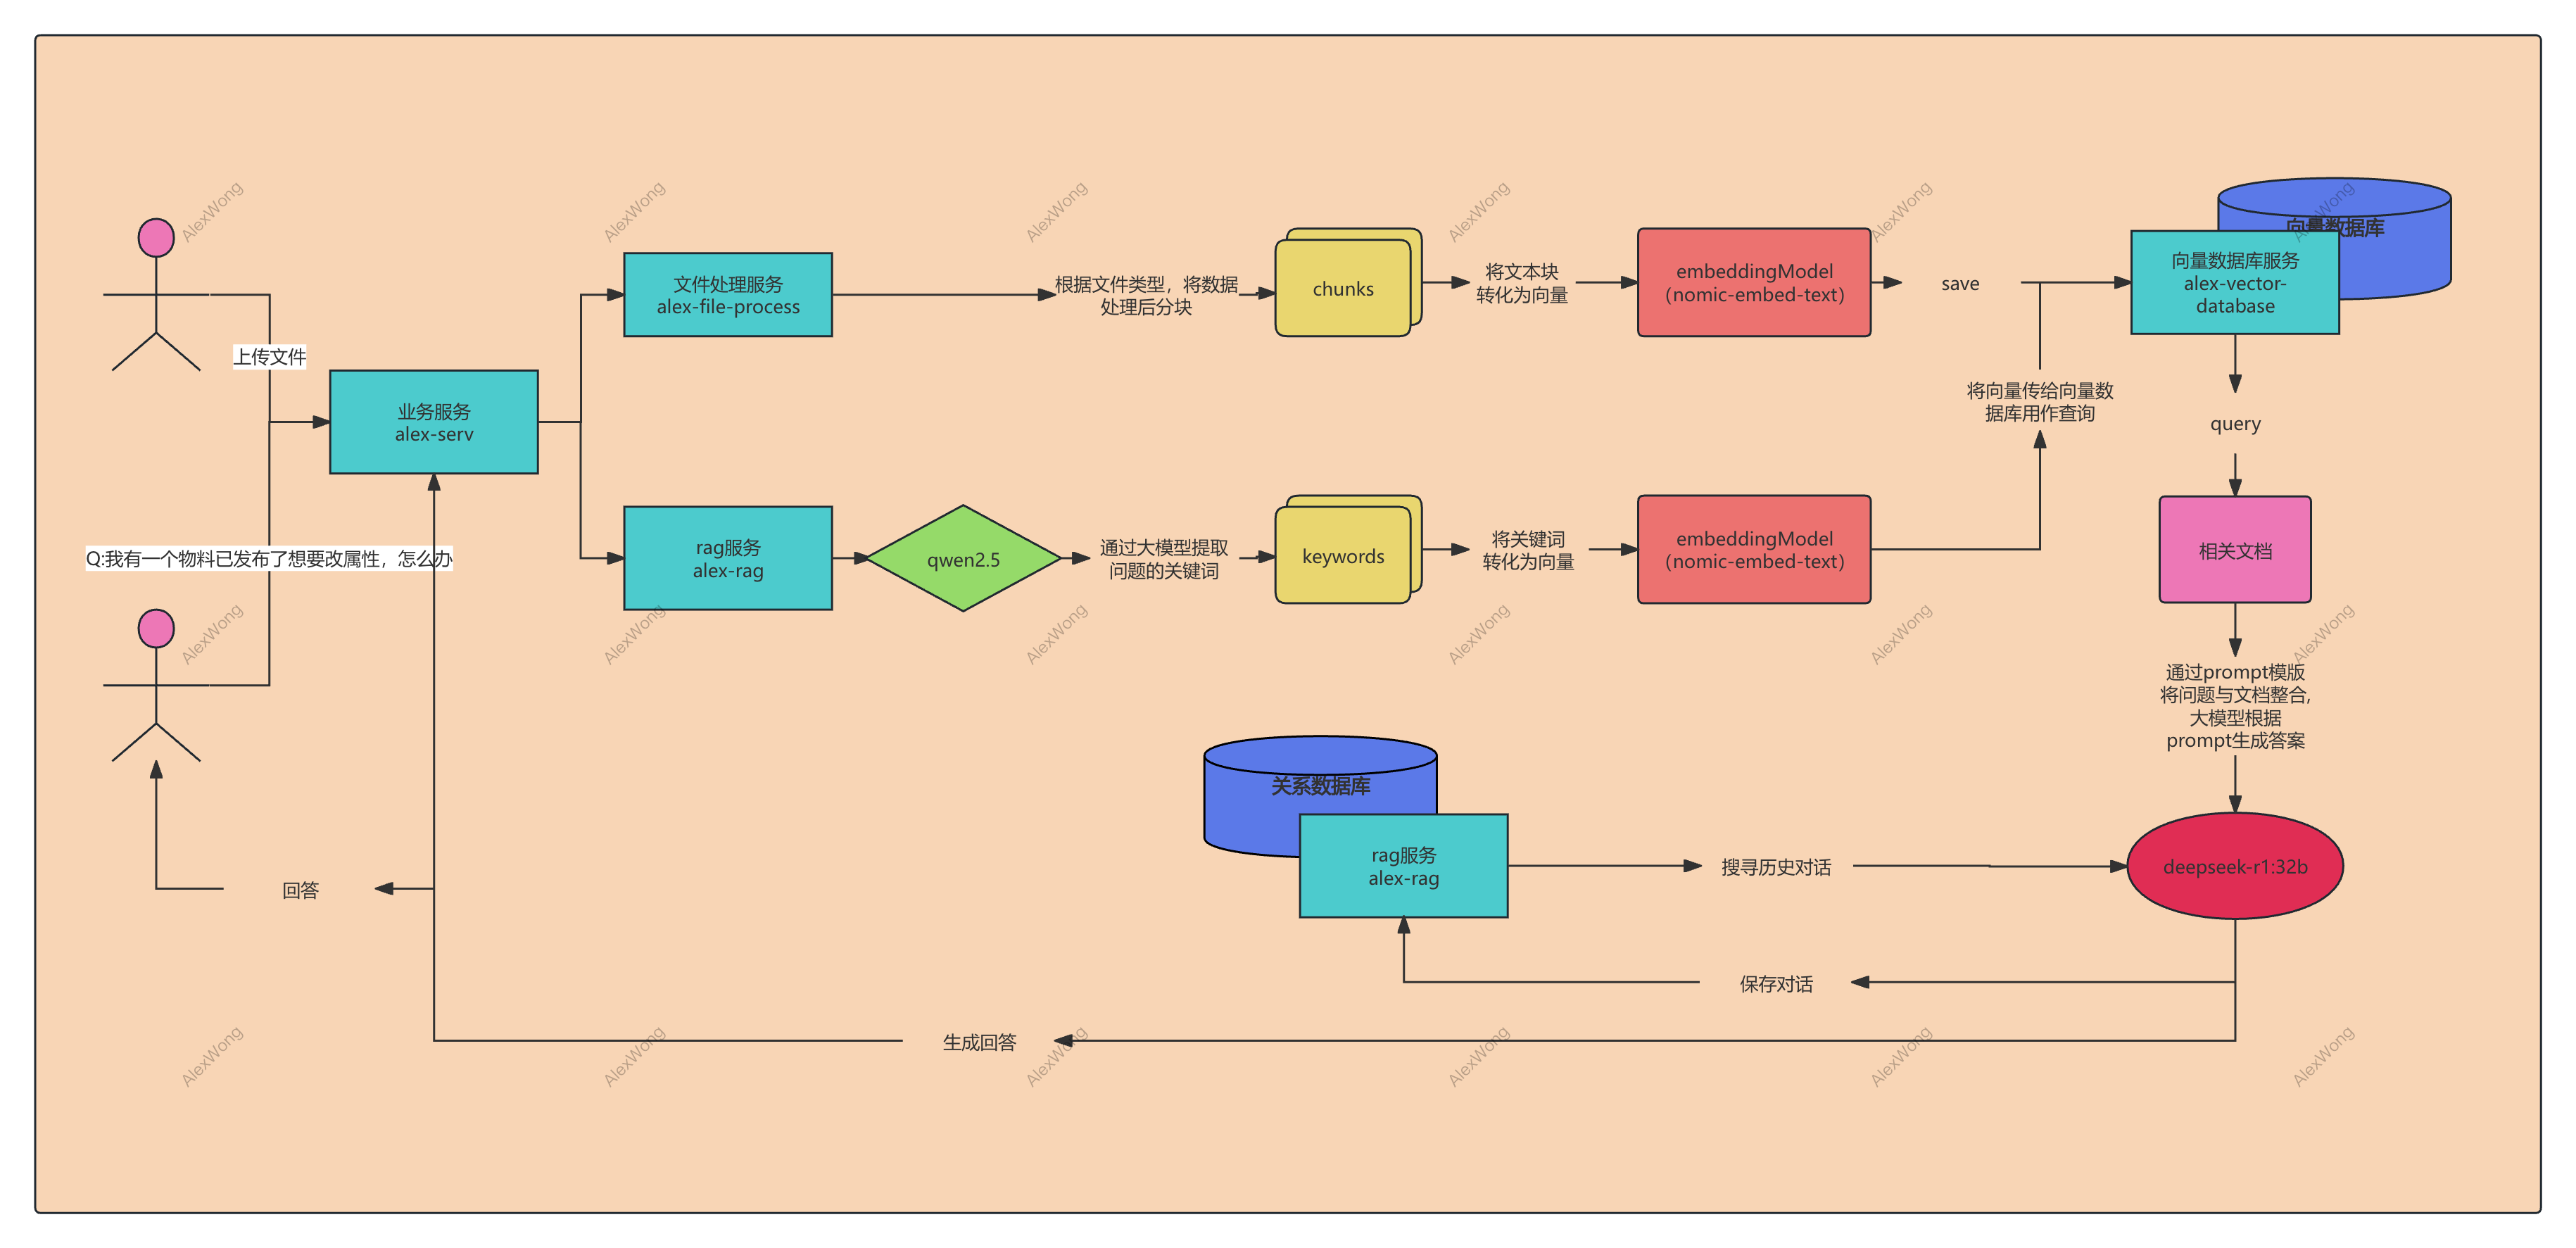 AlexWong
AlexWong
AlexWong
AlexWong
AlexWong
AlexWong
向量数据库
文件处理服务
alex-file-process
根据文件类型，将数据
处理后分块
chunks
将文本块
转化为向量
embeddingModel
（nomic-embed-text）
save
向量数据库服务
alex-vector-
database
上传文件
业务服务
alex-serv
将向量传给向量数
据库用作查询
query
Q:我有一个物料已发布了想要改属性，怎么办
rag服务
alex-rag
qwen2.5
通过大模型提取
问题的关键词
keywords
将关键词
转化为向量
embeddingModel
（nomic-embed-text）
相关文档
AlexWong
AlexWong
AlexWong
AlexWong
AlexWong
AlexWong
通过prompt模版
将问题与文档整合，
大模型根据
prompt生成答案
关系数据库
rag服务
alex-rag
搜寻历史对话
deepseek-r1:32b
回答
保存对话
生成回答
AlexWong
AlexWong
AlexWong
AlexWong
AlexWong
AlexWong